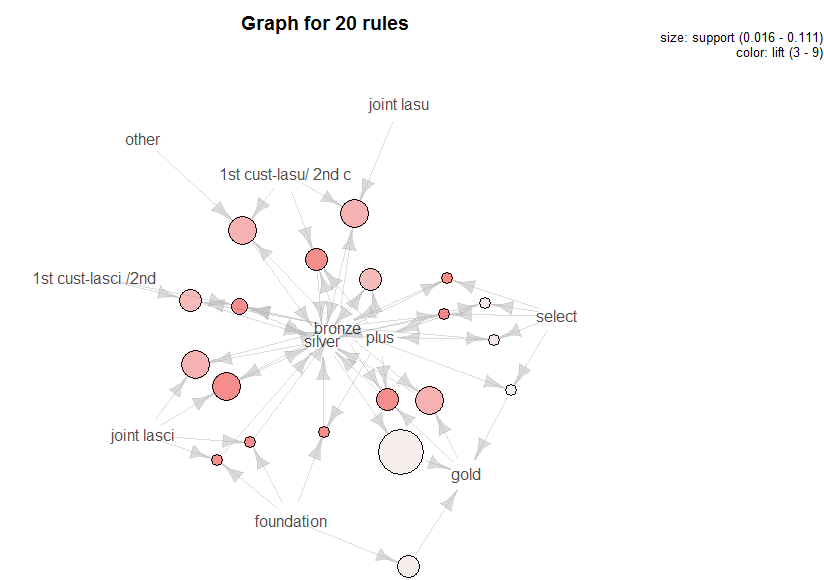 Graph for 20 rules
size: support (0.016 - 0.111)
color: lift (3 - 9)
joint lasu
other
1st cust-lasu/ 2nd c
1st cust-lasci /2nd
select
bronze
plus
silver
joint lasci
gold
foundation